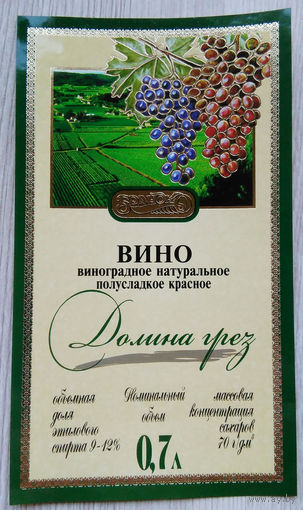 ВИНО
виноградное натуральное
полусладкое красное
Долина грез
объемная
доля
этилового
спирта 9-12%
Номинальный
объем
0,7 л
массовая
концентрация
сахаров
70 г/дм³